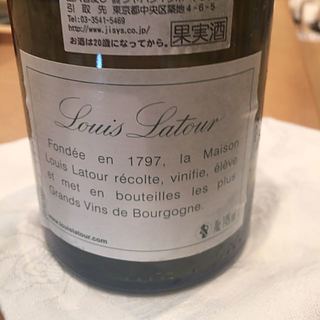 引取先 東京都中央区築地4-6-5
Tel:03-3541-5469
http://www.jisys.co.jp/
果実酒
お酒は20歳になってから
Louis Latour
Fondée en 1797, la Maison
Louis Latour récolte, vinifie, élève
et met en bouteilles les plus
Grands Vins de Bourgogne.
www.louislatour.com